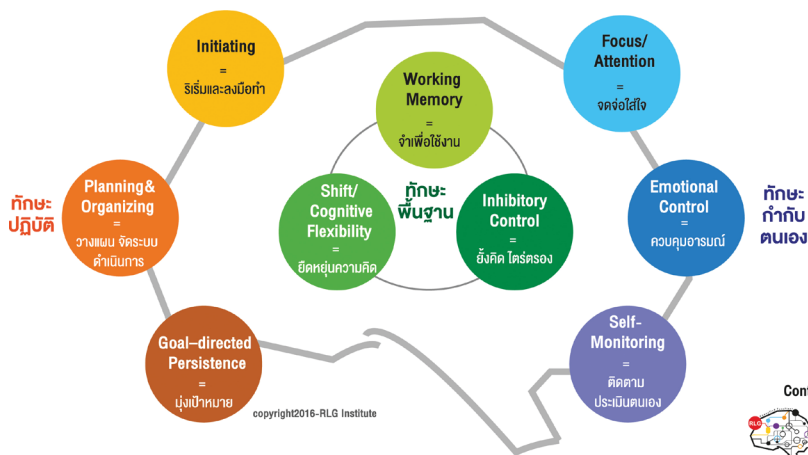 Initiating
=
ริเริ่มและลงมือทำ
Focus/
Attention
=
จดจ่อใส่ใจ
Working
Memory
=
จำเพื่อใช้งาน
ทักษะ
ปฏิบัติ
Planning&
Organizing
=
วางแผน จัดระบบ
ดำเนินการ
Shift/
Cognitive
Flexibility
=
ยืดหยุ่นความคิด
ทักษะ
พื้นฐาน
Inhibitory
Control
=
ยั้งคิด ไตร่ตรอง
Emotional
Control
=
ควบคุมอารมณ์
ทักษะ
กำกับ
ตนเอง
Goal–directed
Persistence
=
มุ่งเป้าหมาย
Self-
Monitoring
=
ติดตาม
ประเมินตนเอง
copyright2016-RLG Institute
Cont
RLG